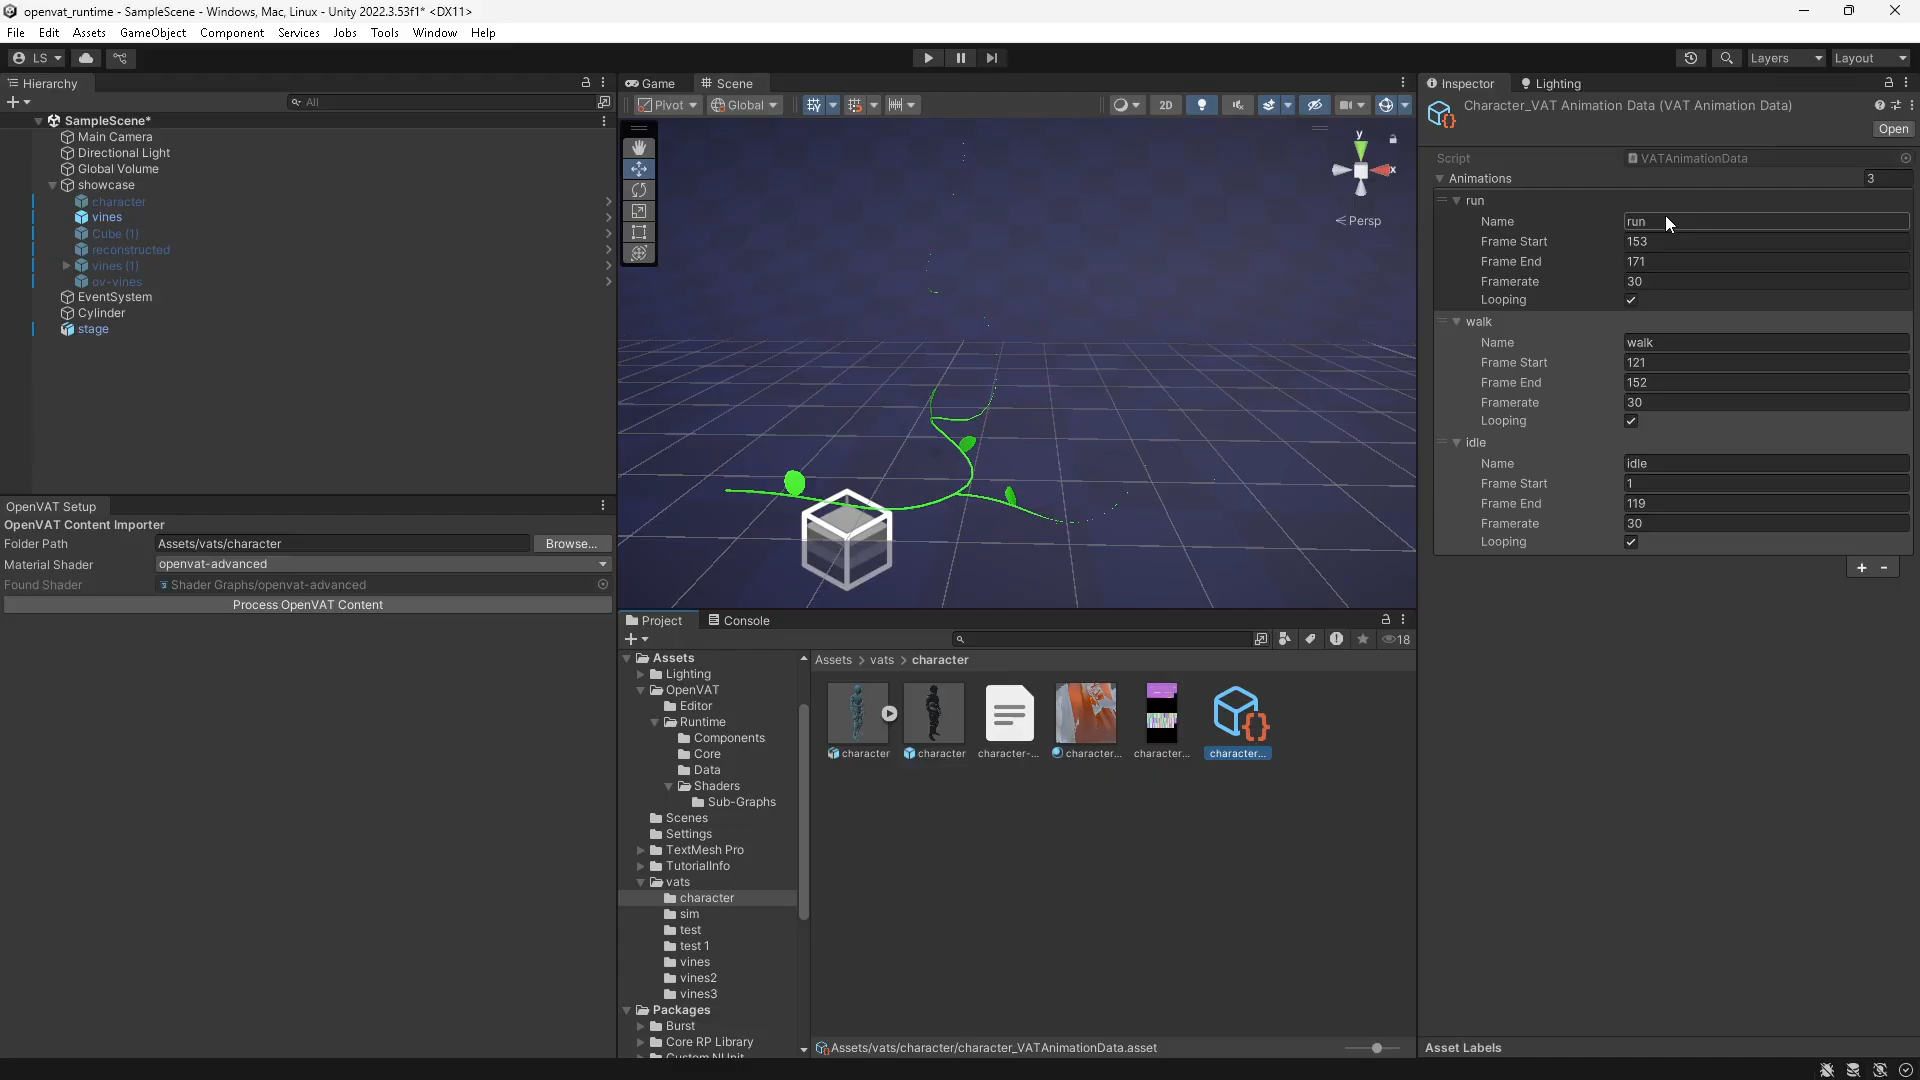 openvat_runtime - SampleScene - Windows, Mac, Linux - Unity 2022.3.53f1* <DX11>
File Edit Assets GameObject Component Services Jobs Tools Window Help
LS
Layers
Layout
Hierarchy
All
SampleScene*
Main Camera
Directional Light
Global Volume
showcase
character
vines
Cube (1)
reconstructed
vines (1)
ov-vines
EventSystem
Cylinder
stage
OpenVAT Setup
OpenVAT Content Importer
Folder Path Assets/vats/character Browse...
Material Shader openvat-advanced
Found Shader Shader Graphs/openvat-advanced
Process OpenVAT Content
Game Scene
Pivot Global 2D
y
x
< Persp
Project Console
18
Assets
Lighting
OpenVAT
Editor
Runtime
Components
Core
Data
Shaders
Sub-Graphs
Scenes
Settings
TextMesh Pro
TutorialInfo
vats
character
sim
test
test 1
vines
vines2
vines3
Packages
Burst
Core RP Library
Custom NUnit
Assets > vats > character
character character character-... character... character... character...
Assets/vats/character/character_VATAnimationData.asset
Inspector Lighting
Character_VAT Animation Data (VAT Animation Data)
Open
Script VATAnimationData
Animations 3
run
Name run
Frame Start 153
Frame End 171
Framerate 30
Looping
walk
Name walk
Frame Start 121
Frame End 152
Framerate 30
Looping
idle
Name idle
Frame Start 1
Frame End 119
Framerate 30
Looping
+ -
Asset Labels